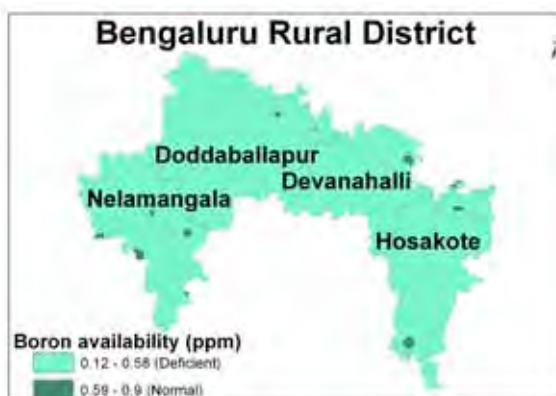 Bengaluru Rural District
Doddaballapur
Devanahalli
Nelamangala
Hosakote
Boron availability (ppm)
0.12 - 0.58 (Deficient)
0.59 - 0.9 (Normal)